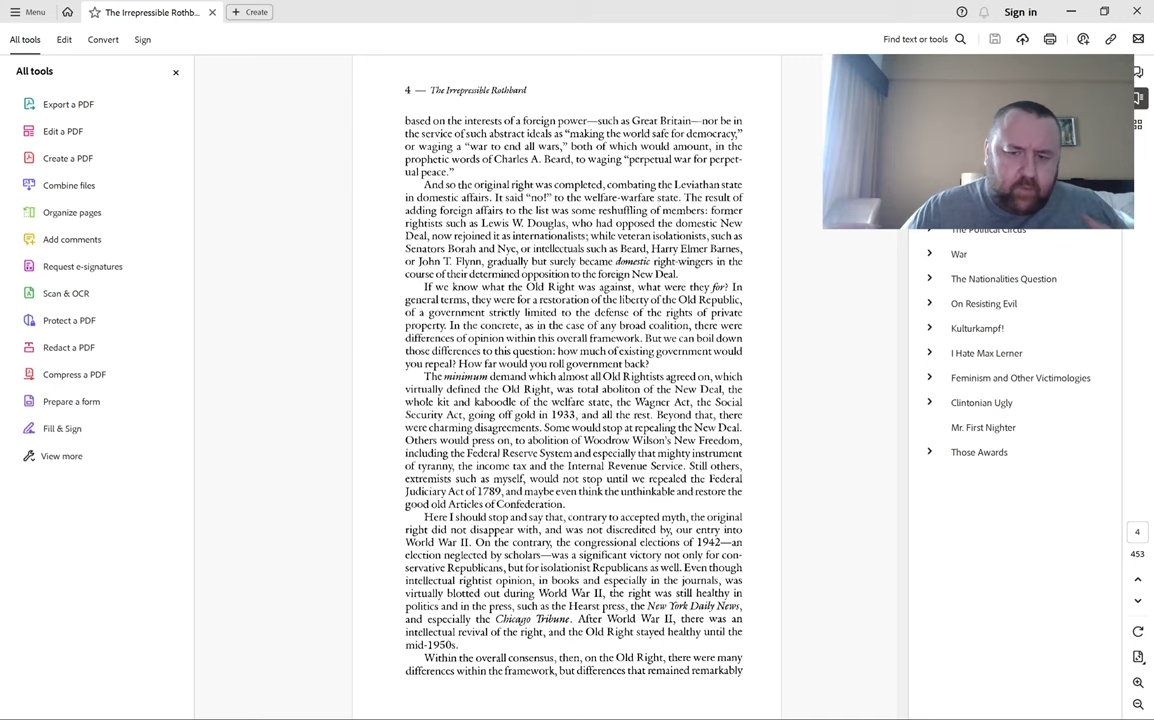 Menu
The Irrepressible Rothb...
Create
Sign in
All tools
Edit
Convert
Sign
Find text or tools
All tools
Export a PDF
Edit a PDF
Create a PDF
Combine files
Organize pages
Add comments
Request e-signatures
Scan & OCR
Protect a PDF
Redact a PDF
Compress a PDF
Prepare a form
Fill & Sign
View more
4 — The Irrepressible Rothbard
based on the interests of a foreign power—such as Great Britain—nor be in
the service of such abstract ideals as “making the world safe for democracy,”
or waging a “war to end all wars,” both of which would amount, in the
prophetic words of Charles A. Beard, to waging “perpetual war for perpet-
ual peace.”
And so the original right was completed, combating the Leviathan state
in domestic affairs. It said “no!” to the welfare-warfare state. The result of
adding foreign affairs to the list was some reshuffling of members: former
rightists such as Lewis W. Douglas, who had opposed the domestic New
Deal, now rejoined it as internationalists; while veteran isolationists, such as
Senators Borah and Nye, or intellectuals such as Beard, Harry Elmer Barnes,
or John T. Flynn, gradually but surely became domestic right-wingers in the
course of their determined opposition to the foreign New Deal.
If we know what the Old Right was against, what were they for? In
general terms, they were for a restoration of the liberty of the Old Republic,
of a government strictly limited to the defense of the rights of private
property. In the concrete, as in the case of any broad coalition, there were
differences of opinion within this overall framework. But we can boil down
those differences to this question: how much of existing government would
you repeal? How far would you roll government back?
The minimum demand which almost all Old Rightists agreed on, which
virtually defined the Old Right, was total aboliton of the New Deal, the
whole kit and kaboodle of the welfare state, the Wagner Act, the Social
Security Act, going off gold in 1933, and all the rest. Beyond that, there
were charming disagreements. Some would stop at repealing the New Deal.
Others would press on, to abolition of Woodrow Wilson’s New Freedom,
including the Federal Reserve System and especially that mighty instrument
of tyranny, the income tax and the Internal Revenue Service. Still others,
extremists such as myself, would not stop until we repealed the Federal
Judiciary Act of 1789, and maybe even think the unthinkable and restore the
good old Articles of Confederation.
Here I should stop and say that, contrary to accepted myth, the original
right did not disappear with, and was not discredited by, our entry into
World War II. On the contrary, the congressional elections of 1942—an
election neglected by scholars—was a significant victory not only for con-
servative Republicans, but for isolationist Republicans as well. Even though
intellectual rightist opinion, in books and especially in the journals, was
virtually blotted out during World War II, the right was still healthy in
politics and in the press, such as the Hearst press, the New York Daily News,
and especially the Chicago Tribune. After World War II, there was an
intellectual revival of the right, and the Old Right stayed healthy until the
mid-1950s.
Within the overall consensus, then, on the Old Right, there were many
differences within the framework, but differences that remained remarkably
The Political Circus
War
The Nationalities Question
On Resisting Evil
Kulturkampf!
I Hate Max Lerner
Feminism and Other Victimologies
Clintonian Ugly
Mr. First Nighter
Those Awards
4
453